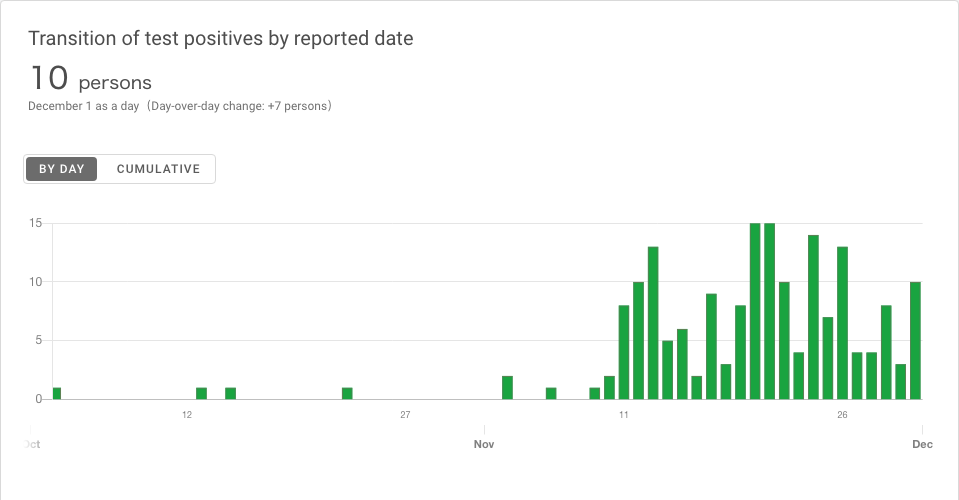 Transition of test positives by reported date
10 persons
December 1 as a day（Day-over-day change: +7 persons）
BY DAY CUMULATIVE
15
10
5
0
12 27 11 26
Oct Nov Dec